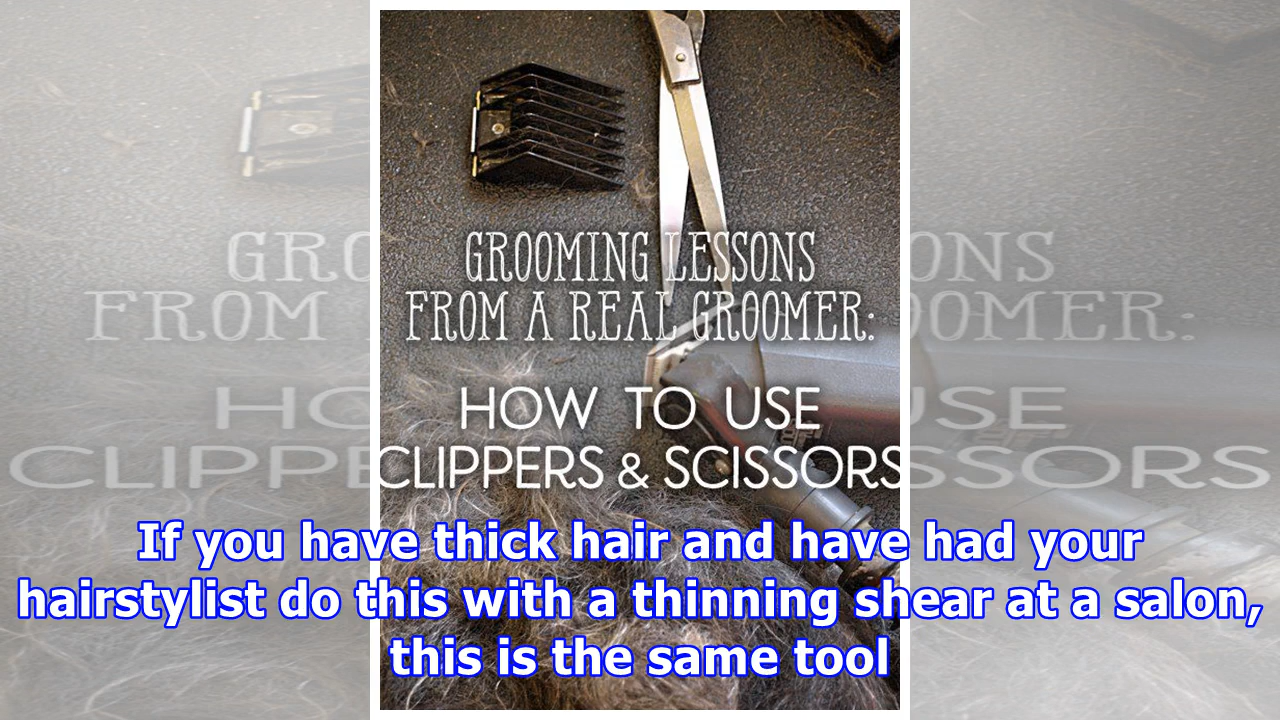 GROOMING LESSONS
FROM A REAL GROOMER:
HOW TO USE
CLIPPERS & SCISSORS
If you have thick hair and have had your
hairstylist do this with a thinning shear at a salon,
this is the same tool